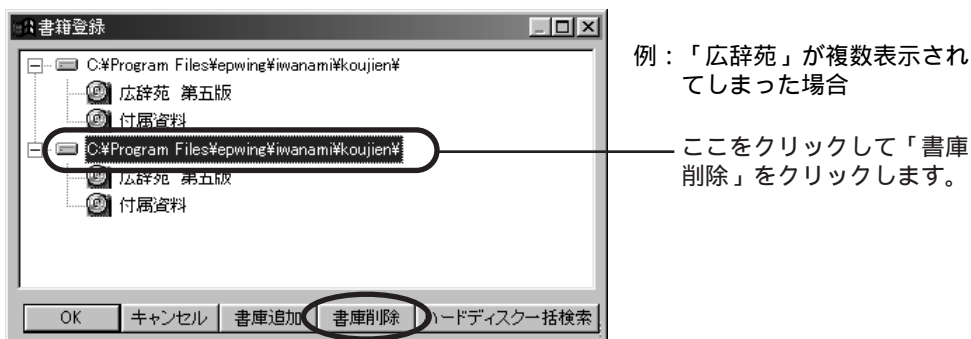 書籍登録
C:¥Program Files¥epwing¥iwanami¥koujien¥
広辞苑 第五版
付属資料
C:¥Program Files¥epwing¥iwanami¥koujien¥
広辞苑 第五版
付属資料
OK キャンセル 書庫追加 書庫削除 ハードディスク一括検索
例:「広辞苑」が複数表示され
てしまった場合
ここをクリックして「書庫
削除」をクリックします。